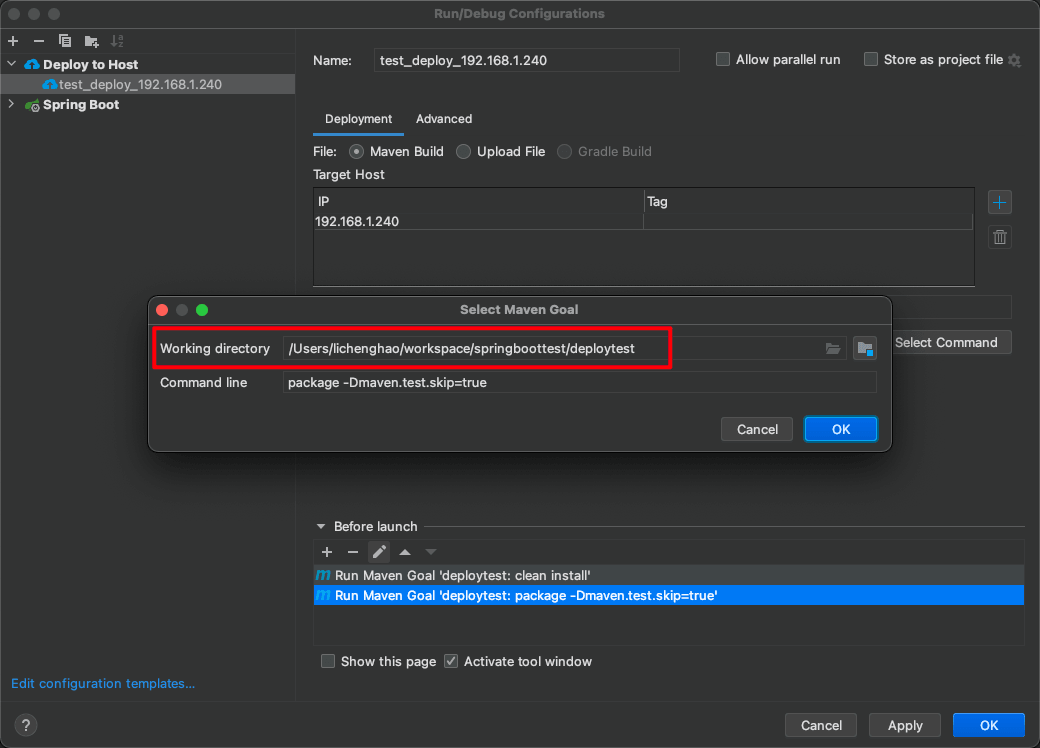 Run/Debug Configurations
Deploy to Host
test_deploy_192.168.1.240
Spring Boot
Name: test_deploy_192.168.1.240 Allow parallel run Store as project file
Deployment Advanced
File: Maven Build Upload File Gradle Build
Target Host
IP Tag
192.168.1.240
Select Command
Select Maven Goal
Working directory /Users/lichenghao/workspace/springboottest/deploytest
Command line package -Dmaven.test.skip=true
Cancel OK
Before launch
m Run Maven Goal 'deploytest: clean install'
m Run Maven Goal 'deploytest: package -Dmaven.test.skip=true'
Show this page Activate tool window
Edit configuration templates...
? Cancel Apply OK